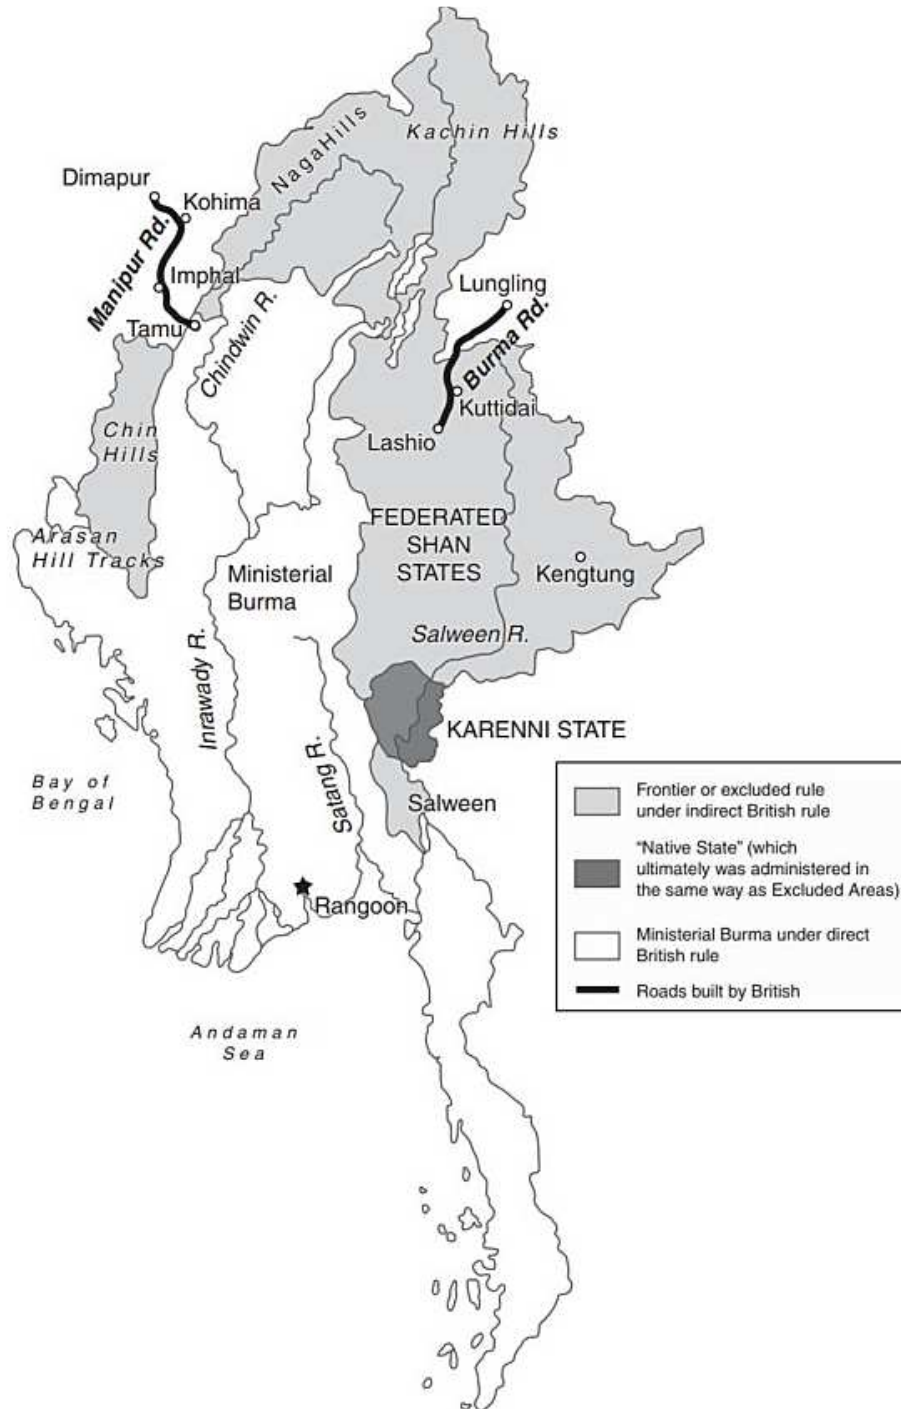 Kachin Hills
NagaHills
Dimapur
Kohima
Manipur Rd.
Imphal
Tamu
Chindwin R.
Lungling
Burma Rd.
Kuttidai
Lashio
Chin
Hills
Arasan
Hill Tracks
FEDERATED
SHAN
STATES
Kengtung
Ministerial
Burma
Salween R.
Inrawady R.
Satang R.
KARENNI STATE
Bay of
Bengal
Salween
Rangoon
Andaman
Sea
Frontier or excluded rule
under indirect British rule
“Native State” (which
ultimately was administered in
the same way as Excluded Areas)
Ministerial Burma under direct
British rule
Roads built by British